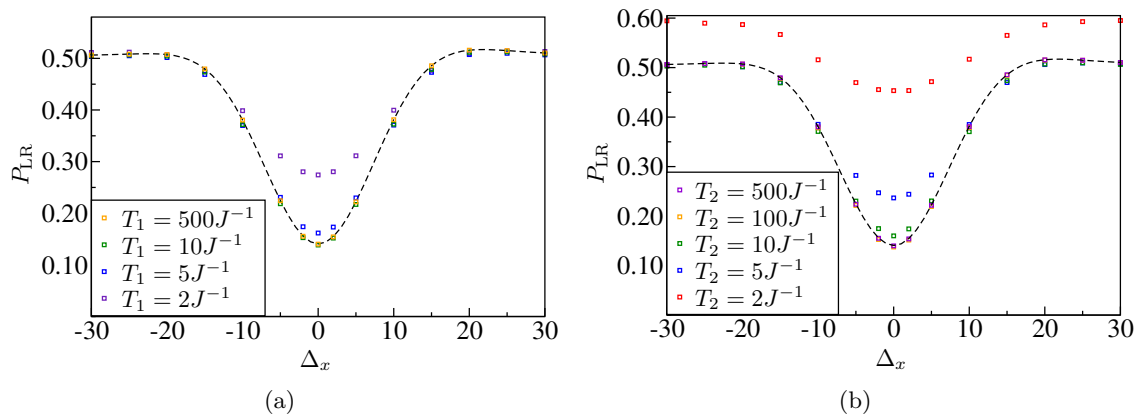 0.50
0.40
0.30
0.20
0.10
P_LR
T_1 = 500J^{-1}
T_1 = 10J^{-1}
T_1 = 5J^{-1}
T_1 = 2J^{-1}
-30 -20 -10 0 10 20 30
Δ_x
(a)
0.60
0.50
0.40
0.30
0.20
0.10
P_LR
T_2 = 500J^{-1}
T_2 = 100J^{-1}
T_2 = 10J^{-1}
T_2 = 5J^{-1}
T_2 = 2J^{-1}
-30 -20 -10 0 10 20 30
Δ_x
(b)